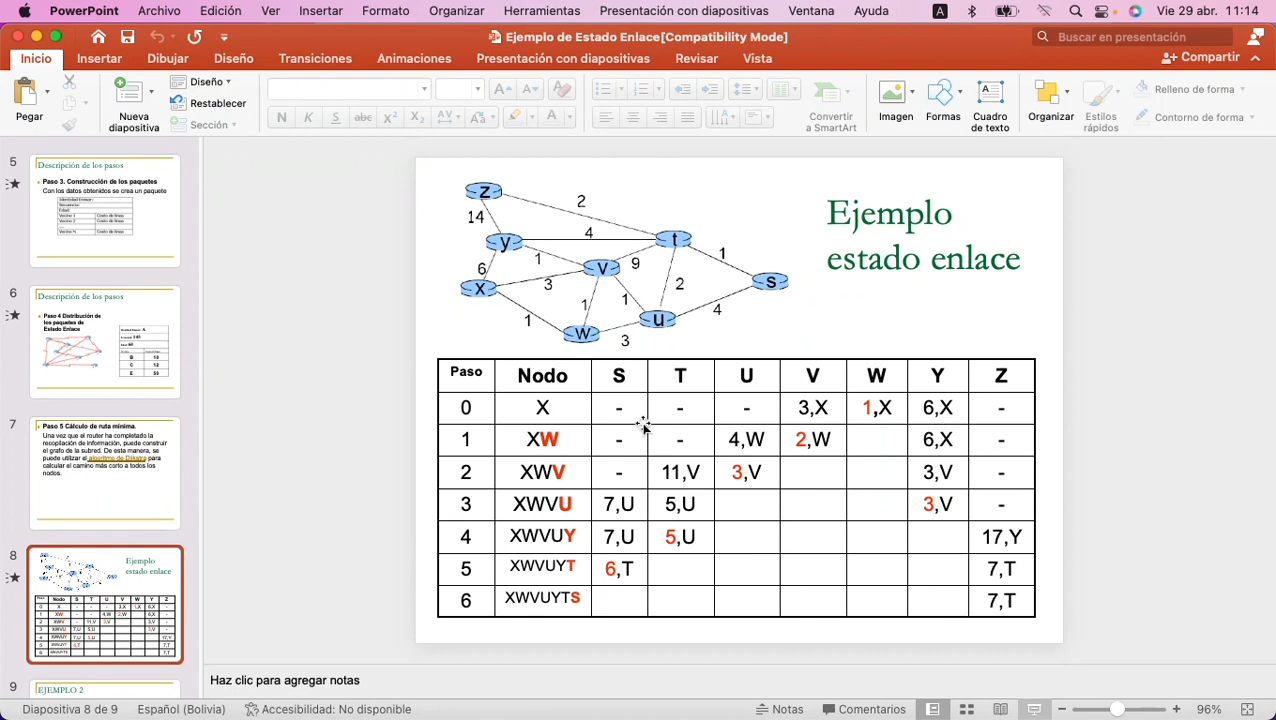 PowerPoint Archivo Edición Ver Insertar Formato Organizar Herramientas Presentación con diapositivas Ventana Ayuda A Vie 29 abr. 11:14
Ejemplo de Estado Enlace[Compatibility Mode]
Buscar en presentación
Inicio Insertar Dibujar Diseño Transiciones Animaciones Presentación con diapositivas Revisar Vista
Compartir
Pegar
Nueva diapositiva
Diseño
Restablecer
Sección
N K S abc X² X₂ AV Aa A
Convertir a SmartArt
Imagen
Formas
Cuadro de texto
Organizar
Estilos rápidos
Relleno de forma
Contorno de forma
5
Descripción de los pasos
Paso 3. Construcción de los paquetes
Con los datos obtenidos se crea un paquete
6
Descripción de los pasos
Paso 4 Distribución de
los paquetes de
Estado Enlace
7
Paso 5 Cálculo de ruta mínima.
Una vez que el router ha completado la
recopilación de información, puede construir
el grafo de la subred. De esta manera, se
puede utilizar el algoritmo de Dijkstra para
calcular el camino más corto a todos los
nodos.
8
Ejemplo
estado enlace
9
EJEMPLO 2
z 2
14
y 4 t
1 v 9 1 s
6
x 3 2
1 1 u 4
1 w 3
Ejemplo
estado enlace
Paso Nodo S T U V W Y Z
0 X - - - 3,X 1,X 6,X -
1 XW - - 4,W 2,W 6,X -
2 XWV - 11,V 3,V 3,V -
3 XWVU 7,U 5,U 3,V -
4 XWVUY 7,U 5,U 17,Y
5 XWVUYT 6,T 7,T
6 XWVUYTS 7,T
Haz clic para agregar notas
Diapositiva 8 de 9 Español (Bolivia) Accesibilidad: No disponible Notas Comentarios 96%